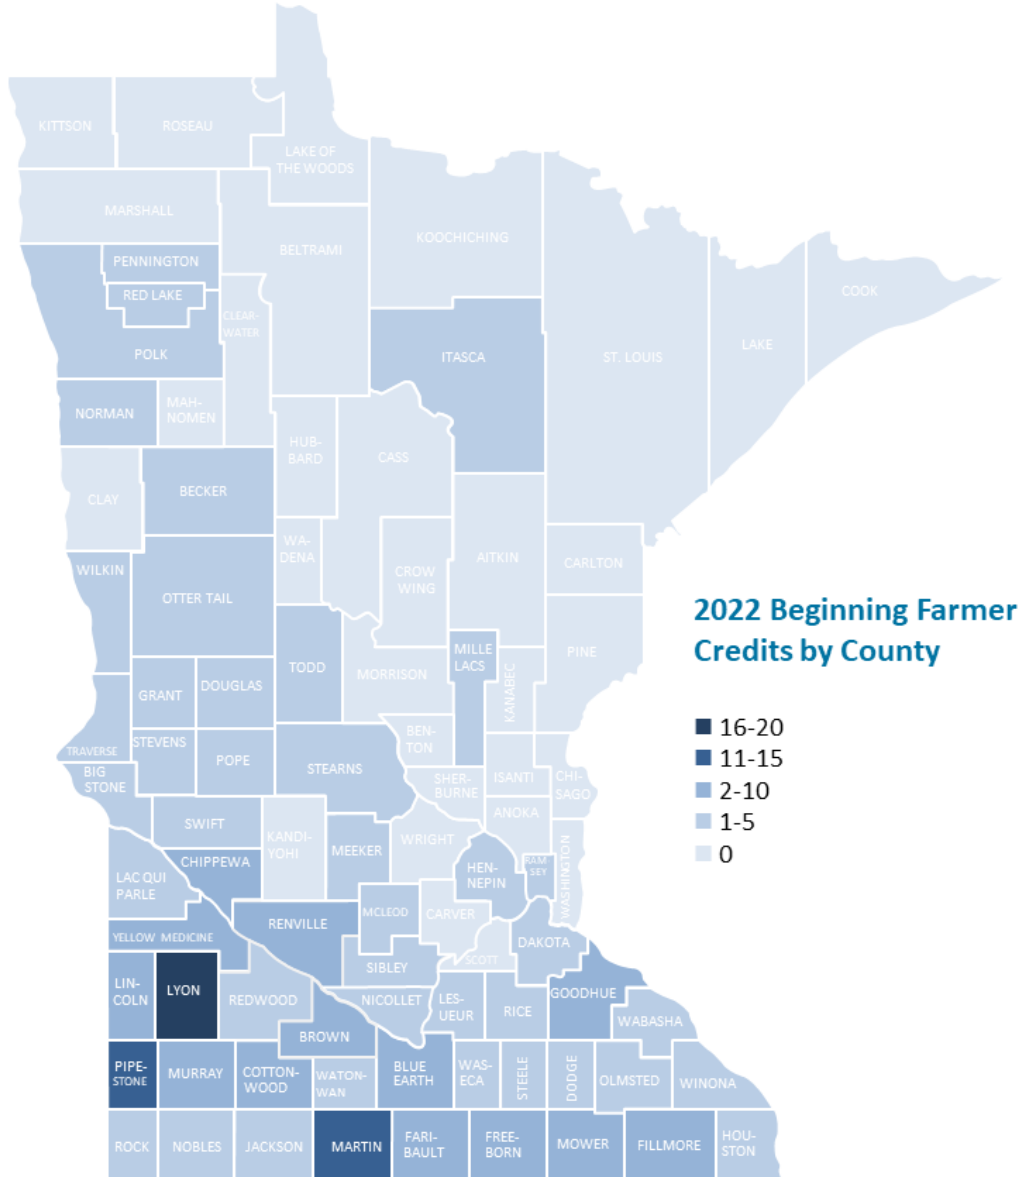 KITTSON
ROSEAU
LAKE OF
THE WOODS
MARSHALL
BELTRAMI
KOOCHICHING
PENNINGTON
RED LAKE
CLEAR-
WATER
POLK
ITASCA
ST. LOUIS
LAKE
COOK
NORMAN
MAH-
NOMEN
HUB-
BARD
CASS
CLAY
BECKER
WA-
DENA
CROW
WING
AITKIN
CARLTON
WILKIN
OTTER TAIL
2022 Beginning Farmer
Credits by County
TODD
MORRISON
MILLE
LACS
KANABEC
PINE
GRANT
DOUGLAS
16-20
11-15
2-10
1-5
0
TRAVERSE
STEVENS
POPE
STEARNS
BEN-
TON
BIG
STONE
SHER-
BURNE
ISANTI
CHI-
SAGO
SWIFT
KANDI-
YOHI
MEEKER
WRIGHT
ANOKA
WASHINGTON
CHIPPEWA
HEN-
NEPIN
RAM
SEY
LAC QUI
PARLE
RENVILLE
MCLEOD
CARVER
SCOTT
DAKOTA
YELLOW MEDICINE
SIBLEY
LIN-
COLN
LYON
REDWOOD
NICOLLET
LES-
UEUR
RICE
GOODHUE
WABASHA
BROWN
PIPE-
STONE
MURRAY
COTTON-
WOOD
WATON-
WAN
BLUE
EARTH
WAS-
ECA
STEELE
DODGE
OLMSTED
WINONA
ROCK
NOBLES
JACKSON
MARTIN
FARI-
BAULT
FREE-
BORN
MOWER
FILLMORE
HOU-
STON